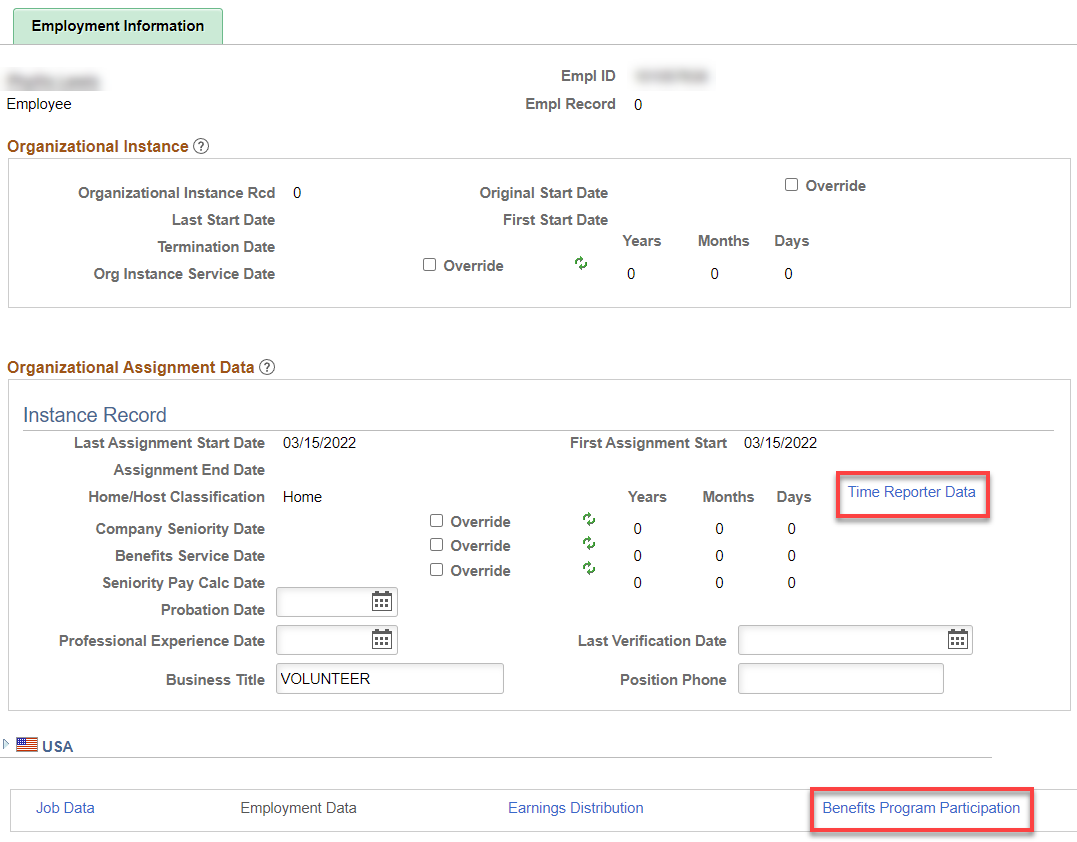 Employment Information
Empl ID
Employee
Empl Record 0
Organizational Instance ?
Organizational Instance Rcd 0 Original Start Date Override
Last Start Date First Start Date
Termination Date Years Months Days
Org Instance Service Date Override 0 0 0
Organizational Assignment Data ?
Instance Record
Last Assignment Start Date 03/15/2022 First Assignment Start 03/15/2022
Assignment End Date
Home/Host Classification Home Years Months Days Time Reporter Data
Company Seniority Date Override 0 0 0
Benefits Service Date Override 0 0 0
Seniority Pay Calc Date Override 0 0 0
Probation Date
Professional Experience Date Last Verification Date
Business Title VOLUNTEER Position Phone
USA
Job Data Employment Data Earnings Distribution Benefits Program Participation